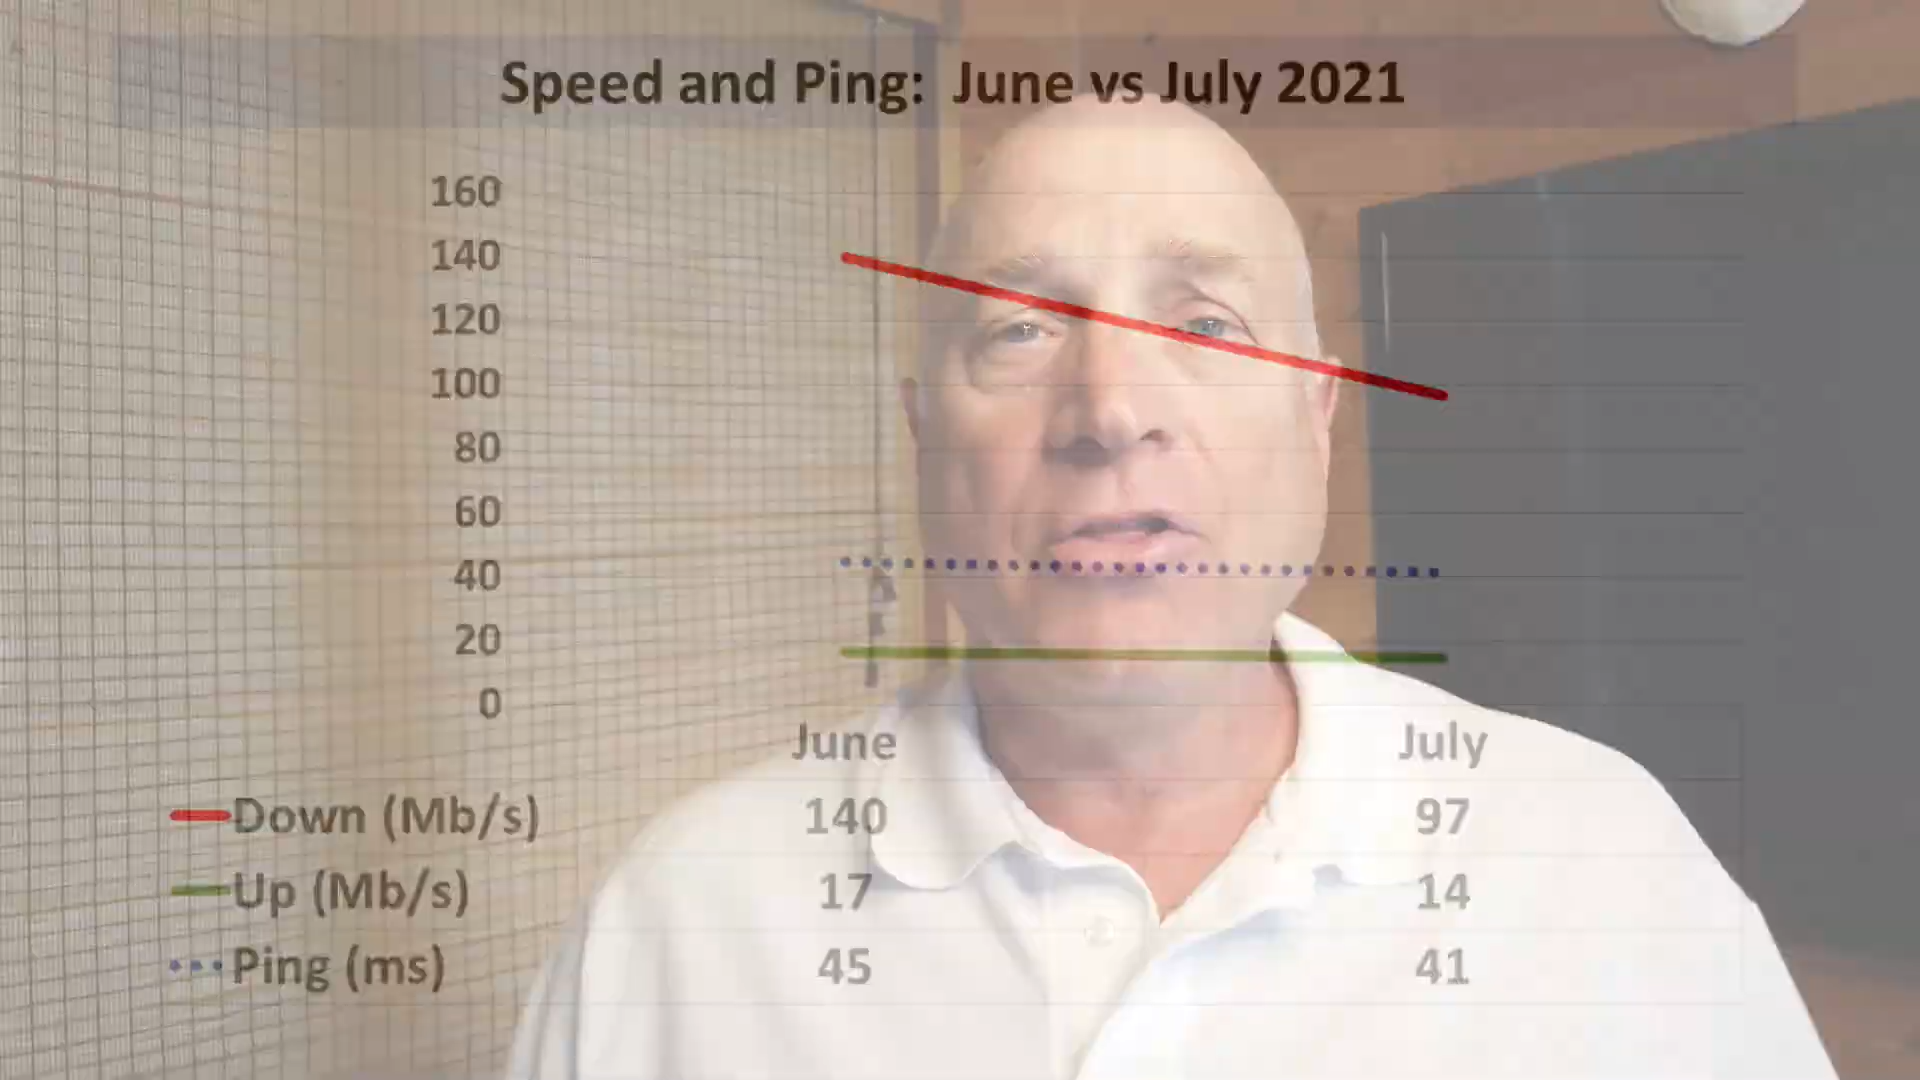 Speed and Ping: June vs July 2021
160
140
120
100
80
60
40
20
0
June July
Down (Mb/s) 140 97
Up (Mb/s) 17 14
Ping (ms) 45 41